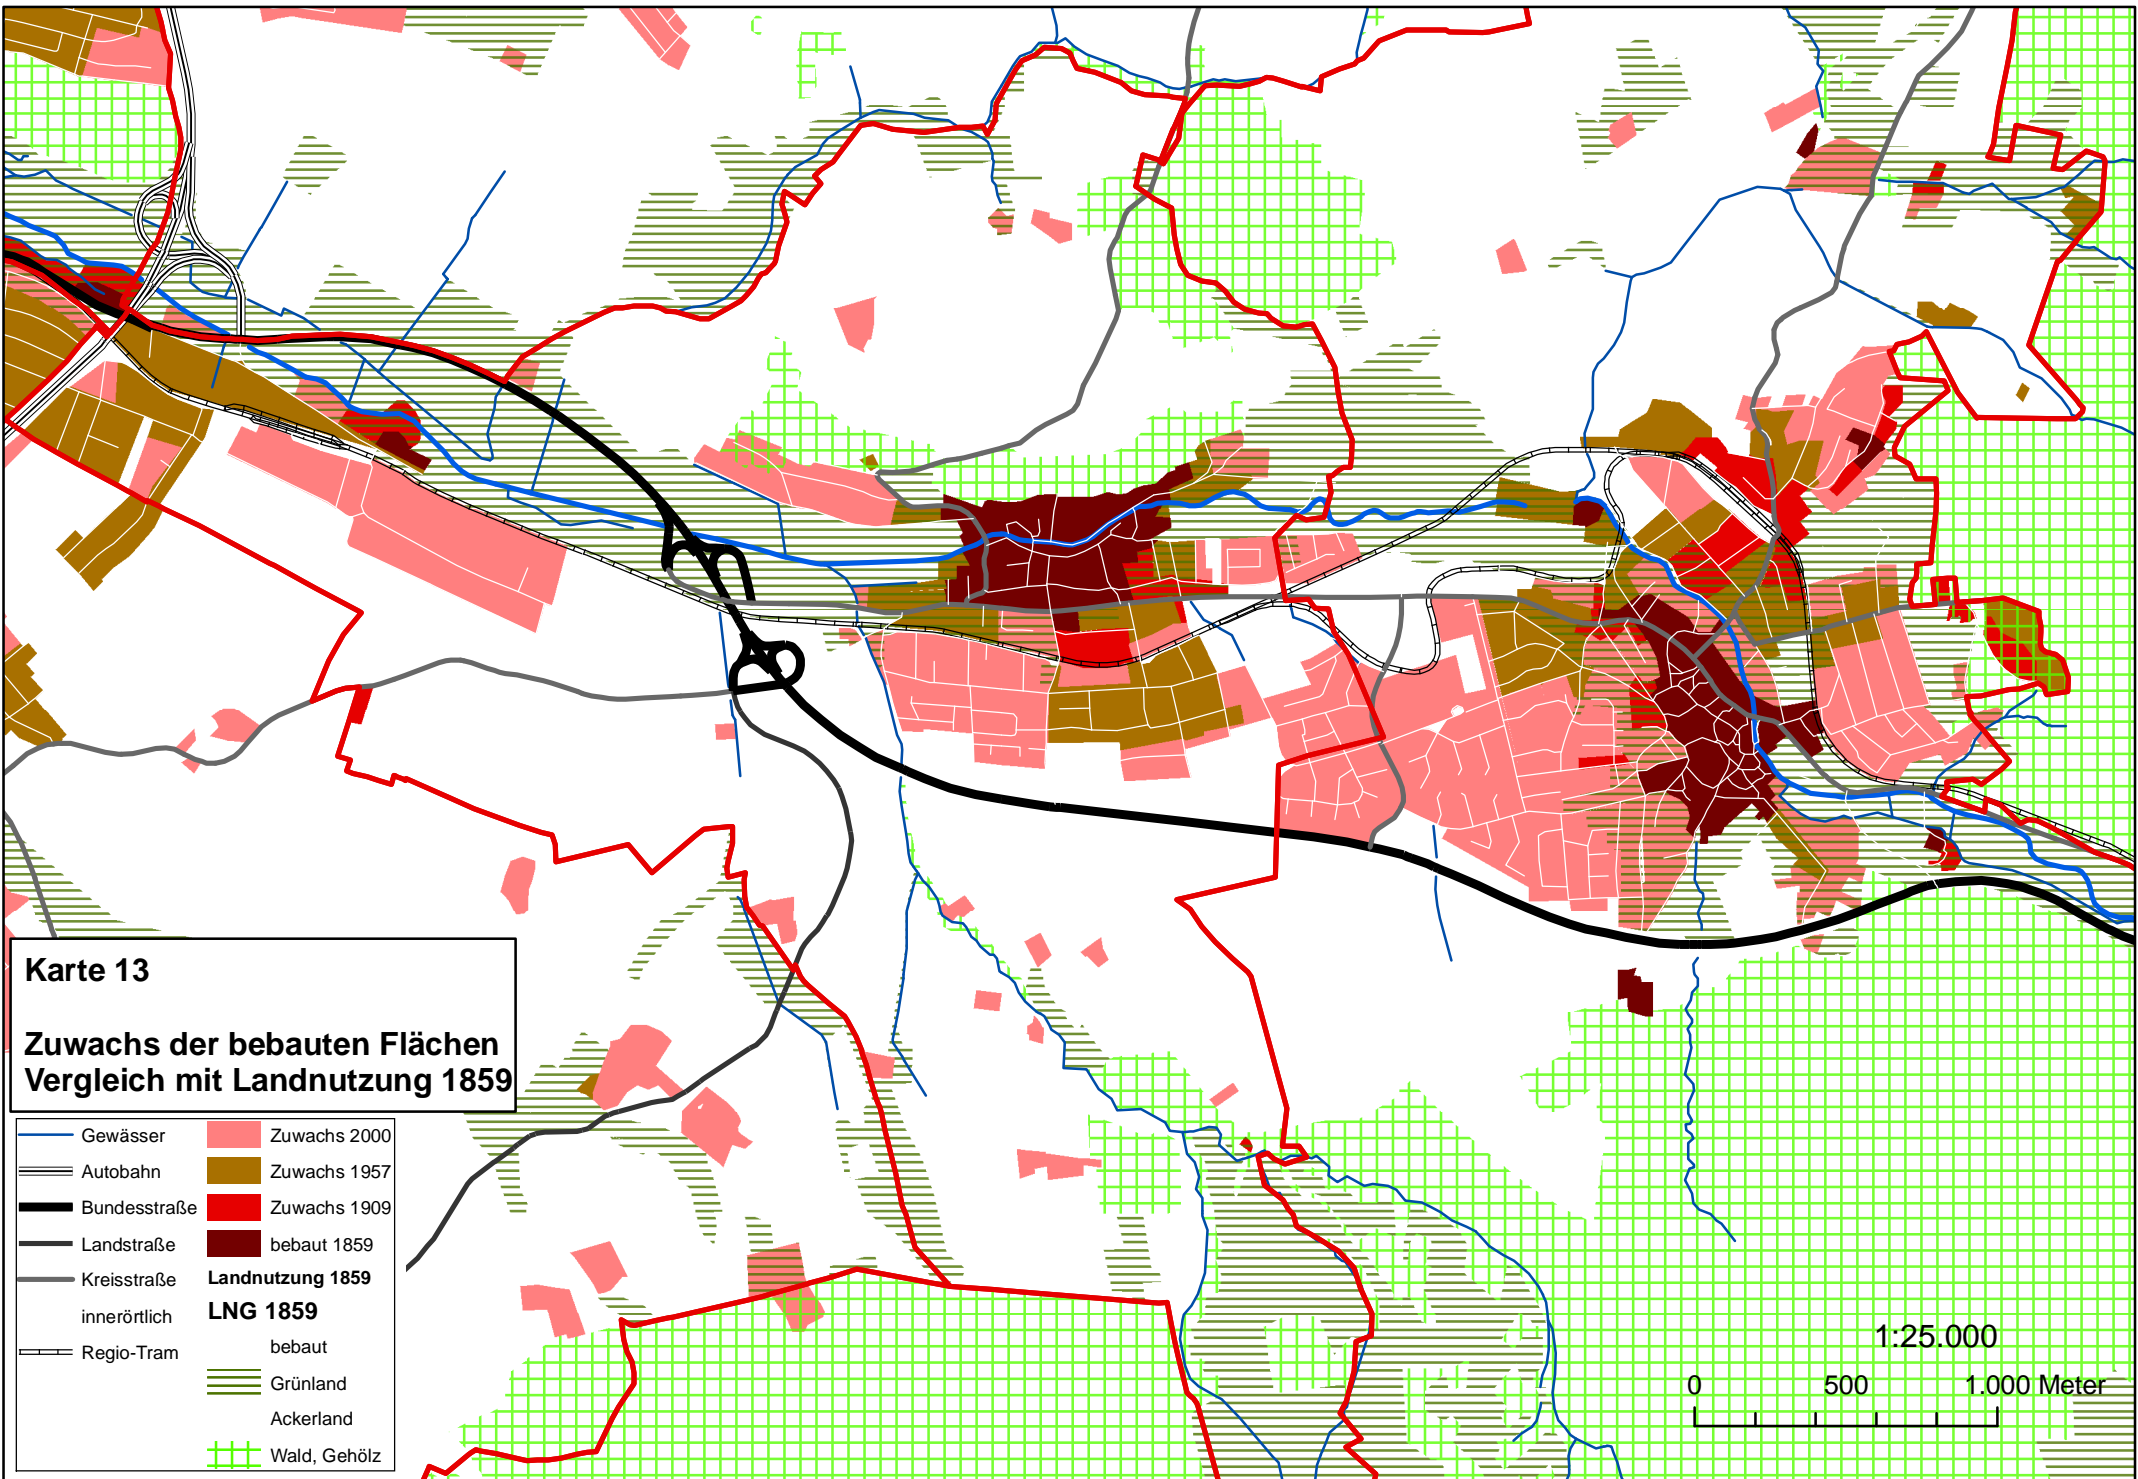 Karte 13
Zuwachs der bebauten Flächen
Vergleich mit Landnutzung 1859
Gewässer
Autobahn
Bundesstraße
Landstraße
Kreisstraße
innerörtlich
Regio-Tram
Zuwachs 2000
Zuwachs 1957
Zuwachs 1909
bebaut 1859
Landnutzung 1859
LNG 1859
bebaut
Grünland
Ackerland
Wald, Gehölz
1:25.000
0 500 1.000 Meter